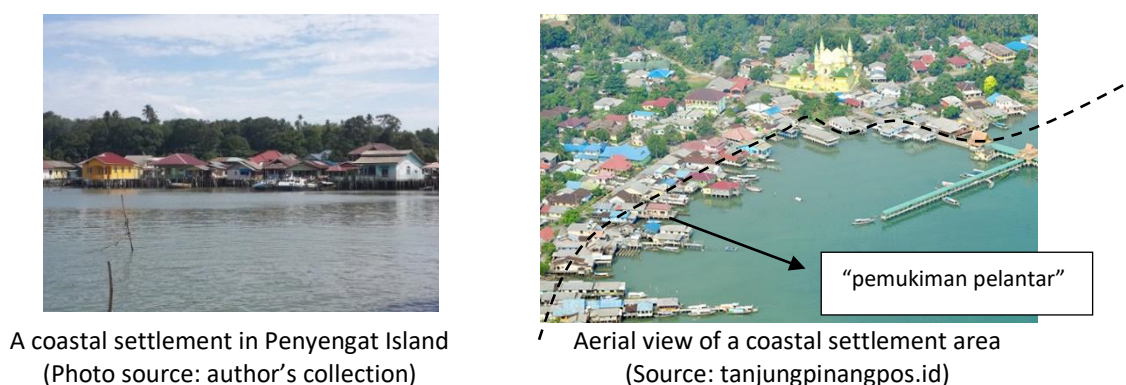 “pemukiman pelantar”
A coastal settlement in Penyengat Island
(Photo source: author’s collection)
Aerial view of a coastal settlement area
(Source: tanjungpinangpos.id)